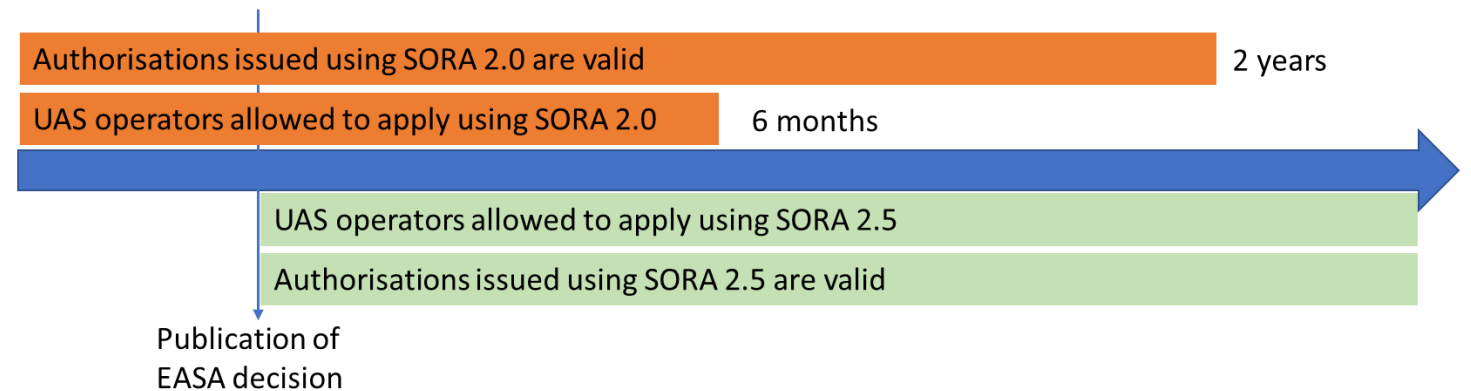 Authorisations issued using SORA 2.0 are valid
2 years
UAS operators allowed to apply using SORA 2.0
6 months
UAS operators allowed to apply using SORA 2.5
Authorisations issued using SORA 2.5 are valid
Publication of
EASA decision